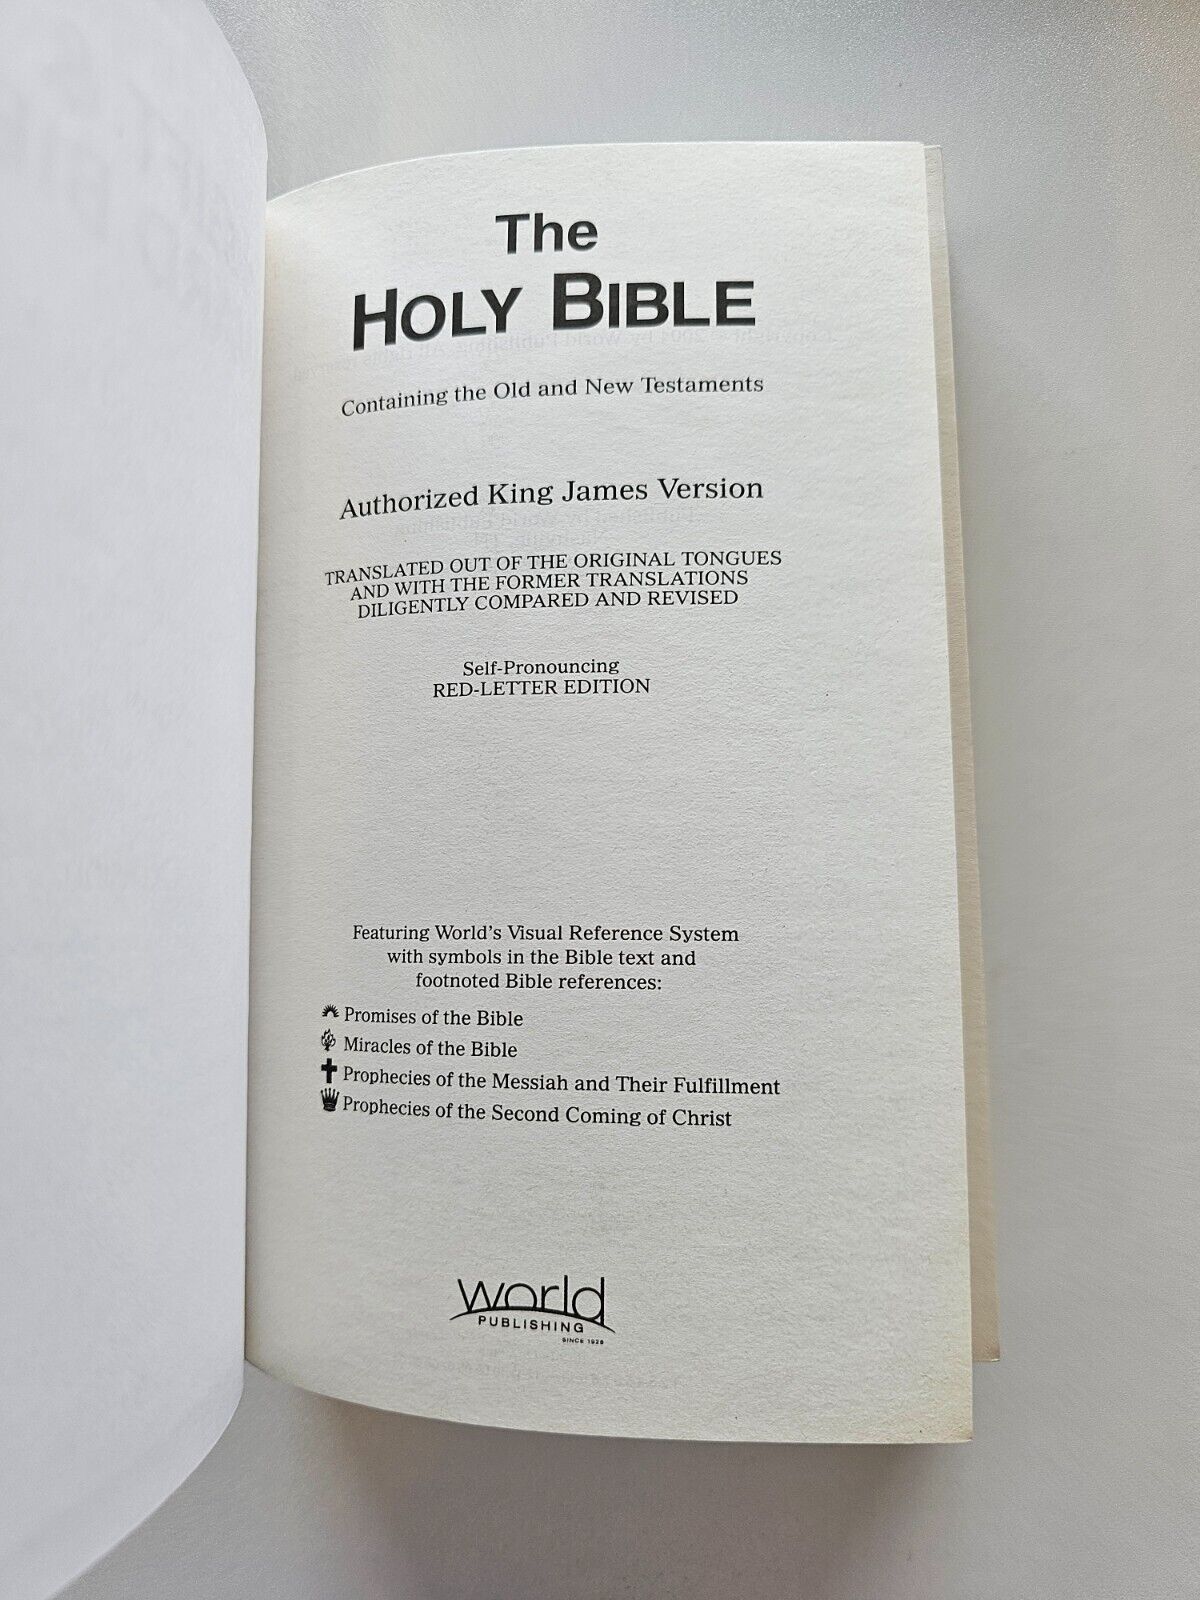 The
HOLY BIBLE
Containing the Old and New Testaments
Authorized King James Version
TRANSLATED OUT OF THE ORIGINAL TONGUES
AND WITH THE FORMER TRANSLATIONS
DILIGENTLY COMPARED AND REVISED
Self-Pronouncing
RED-LETTER EDITION
Featuring World's Visual Reference System
with symbols in the Bible text and
footnoted Bible references:
Promises of the Bible
Miracles of the Bible
Prophecies of the Messiah and Their Fulfillment
Prophecies of the Second Coming of Christ
world
PUBLISHING
SINCE 1928